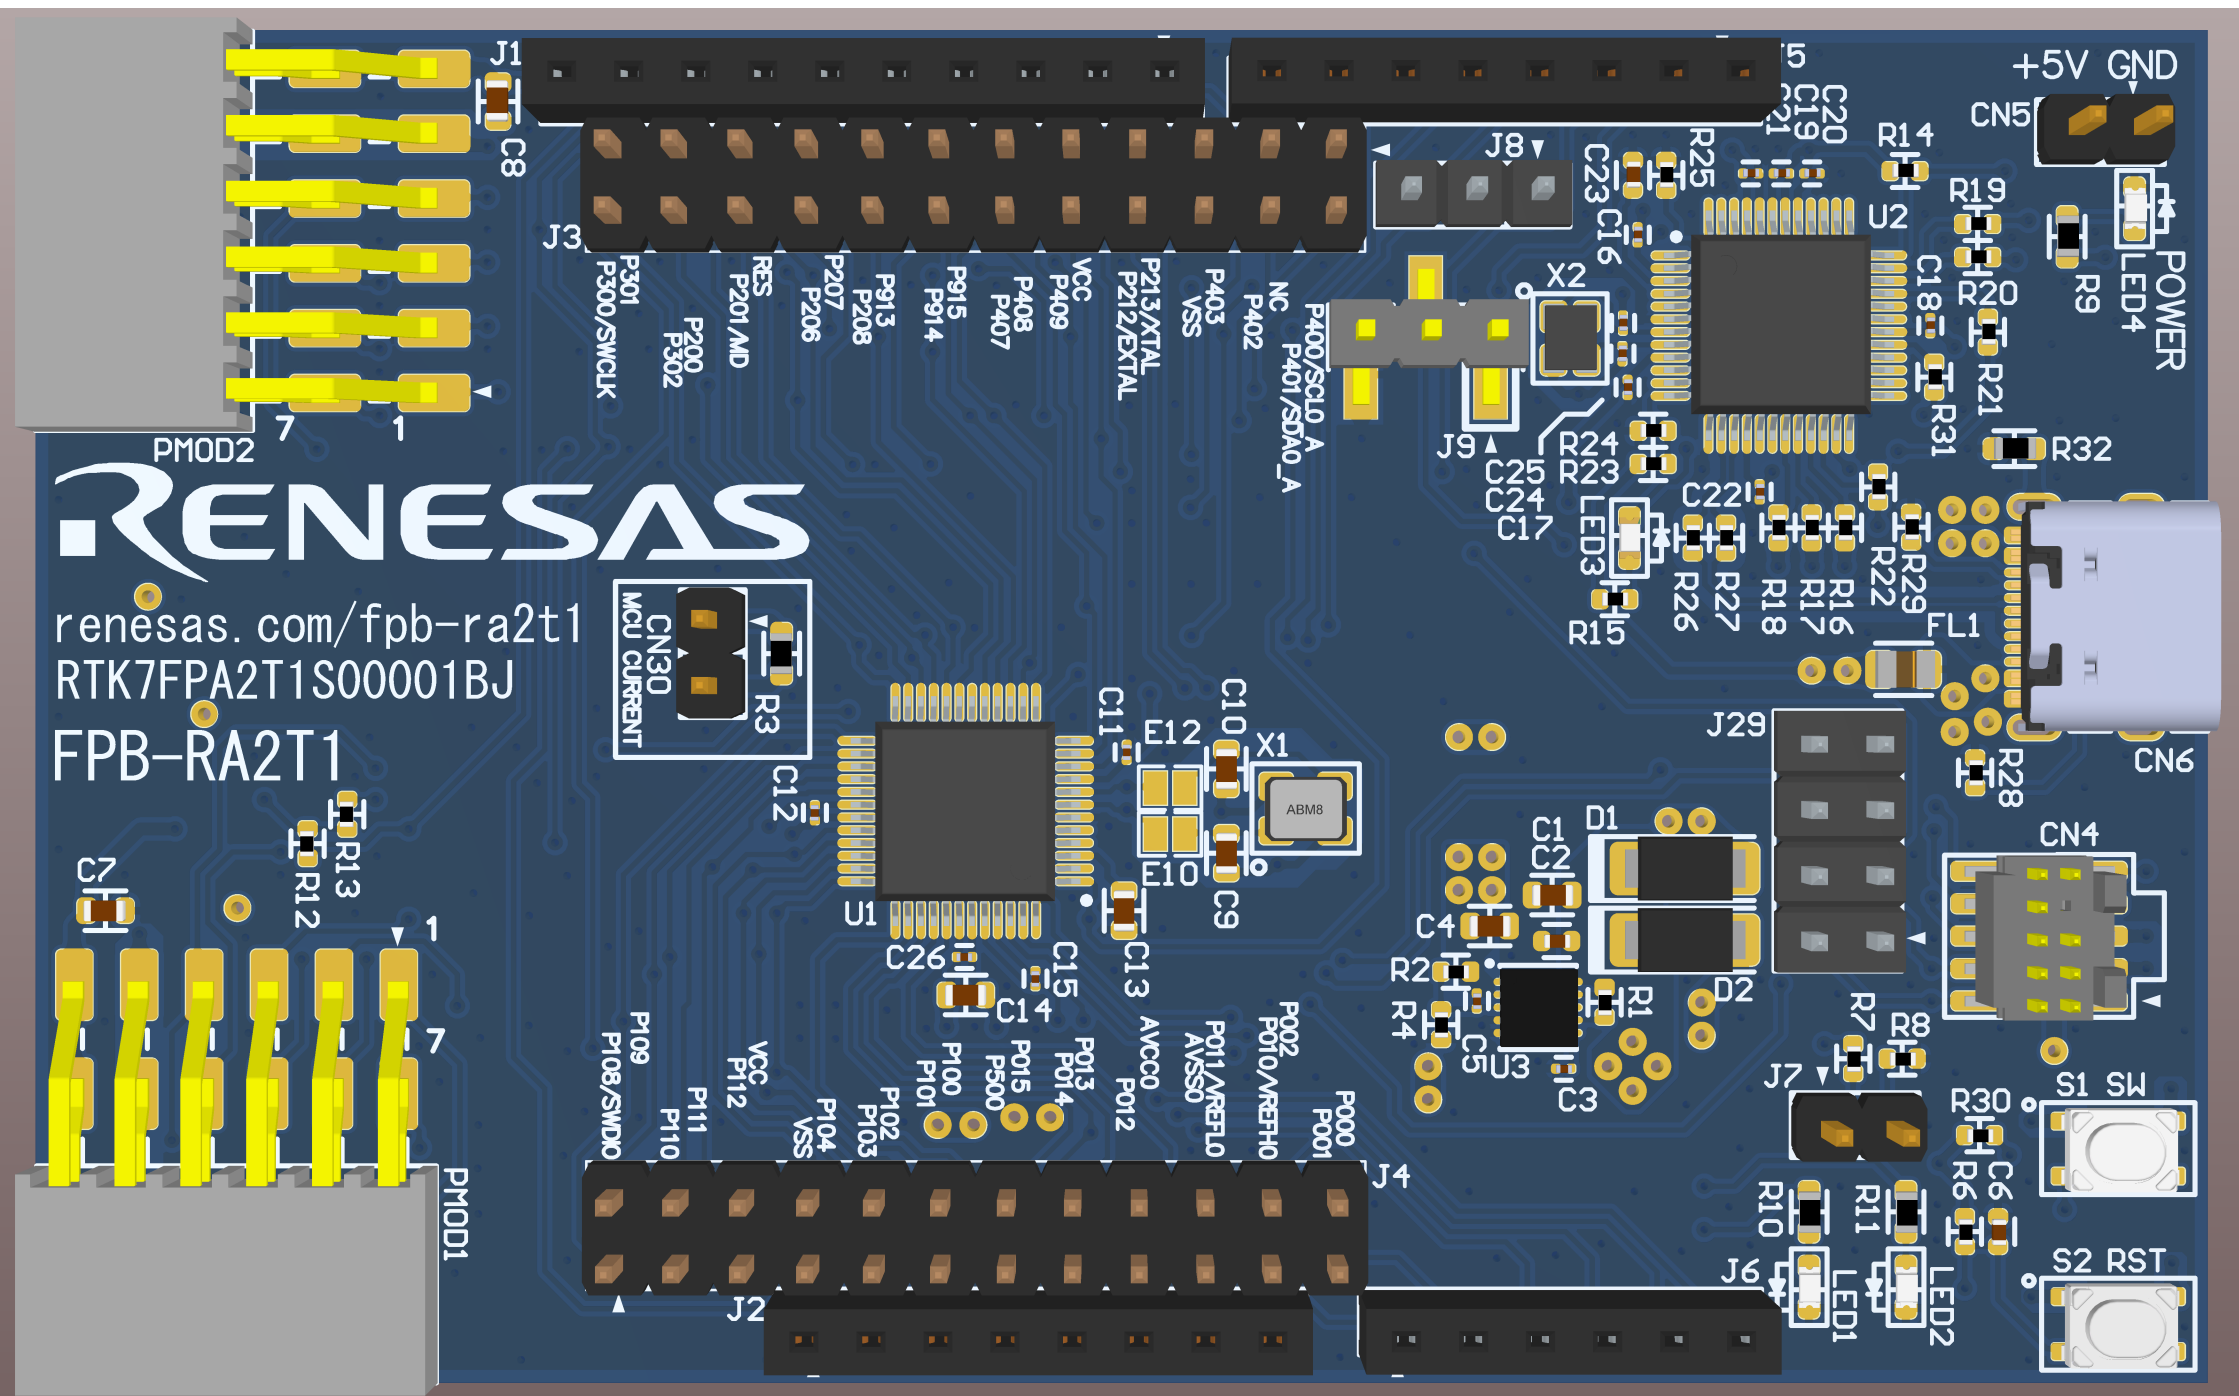 J1
J5
+5V GND
CN5
C8
J3
J8
C23
R25
C21
C19
C20
R14
R19
U2
C16
X2
C18
R20
R9
LED4
POWER
P301
P300/SWCLK
P200
P302
RES
P201/MD
P207
P206
P913
P208
P915
P914
P408
P407
VCC
P409
P213/XTAL
P212/EXTAL
P403
VSS
NC
P402
P400/SCL0_A
P401/SDA0_A
7
1
PMOD2
RENESAS
J9
R24
C25 R23
C24
C17
R21
R31
R32
C22
LED3
R15
R26
R27
R18
R17
R16
R22
R29
FL1
renesas.com/fpb-ra2t1
RTK7FPA2T1S00001BJ
FPB-RA2T1
MCU CURRENT
CN30
R3
C11
E12
C10
X1
ABM8
J29
CN6
R28
C12
E10
C9
D1
C1
C2
CN4
R13
R12
C7
U1
C26
C15
C14
C13
C4
R2
R4
C5
U3
R1
D2
C3
R7
R8
J7
1
7
PMOD1
P109
P108/SWDIO
P111
P110
VCC
P112
P104
VSS
P102
P103
P100
P101
P015
P500
P013
P014
AVCC0
P012
P011/VREFL0
AVSS0
P002
P010/VREFH0
P000
P001
J4
J2
J6
R10
R11
LED1
LED2
R30
R6
C6
S1 SW
S2 RST